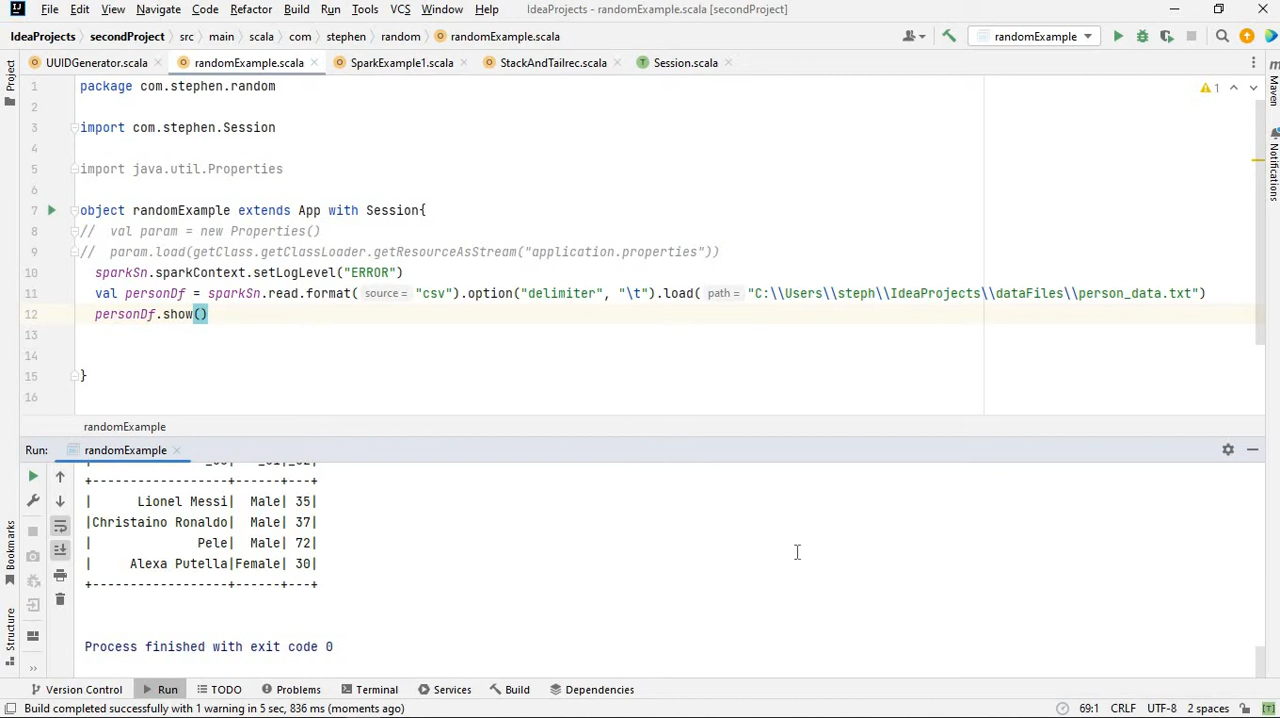 File Edit View Navigate Code Refactor Build Run Tools VCS Window Help IdeaProjects - randomExample.scala [secondProject]
IdeaProjects secondProject src main scala com stephen random randomExample.scala randomExample
UUIDGenerator.scala randomExample.scala SparkExample1.scala StackAndTailrec.scala Session.scala
Project
Maven
Notifications
1 package com.stephen.random 1
2
3 import com.stephen.Session
4
5 import java.util.Properties
6
7 object randomExample extends App with Session{
8 // val param = new Properties()
9 // param.load(getClass.getClassLoader.getResourceAsStream("application.properties"))
10 sparkSn.sparkContext.setLogLevel("ERROR")
11 val personDf = sparkSn.read.format( source = "csv").option("delimiter", "\t").load( path = "C:\\Users\\steph\\IdeaProjects\\dataFiles\\person_data.txt")
12 personDf.show()
13
14
15 }
16
randomExample
Run: randomExample
+-----------------+------+---+
| Lionel Messi| Male| 35|
|Christaino Ronaldo| Male| 37|
| Pele| Male| 72|
| Alexa Putella|Female| 30|
+-----------------+------+---+
Process finished with exit code 0
Bookmarks
Structure
Version Control Run TODO Problems Terminal Services Build Dependencies
Build completed successfully with 1 warning in 5 sec, 836 ms (moments ago) 69:1 CRLF UTF-8 2 spaces